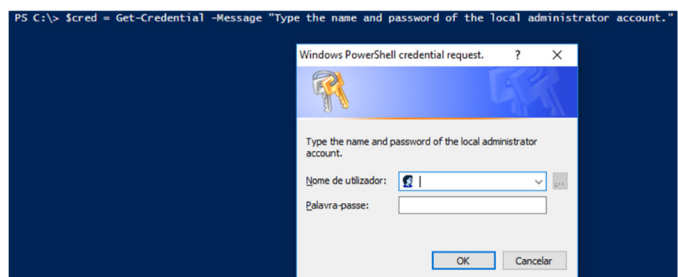 PS C:\> $cred = Get-Credential -Message "Type the name and password of the local administrator account."
Windows PowerShell credential request.
Type the name and password of the local administrator
account.
Nome de utilizador:
...
Palavra-passe:
OK Cancelar